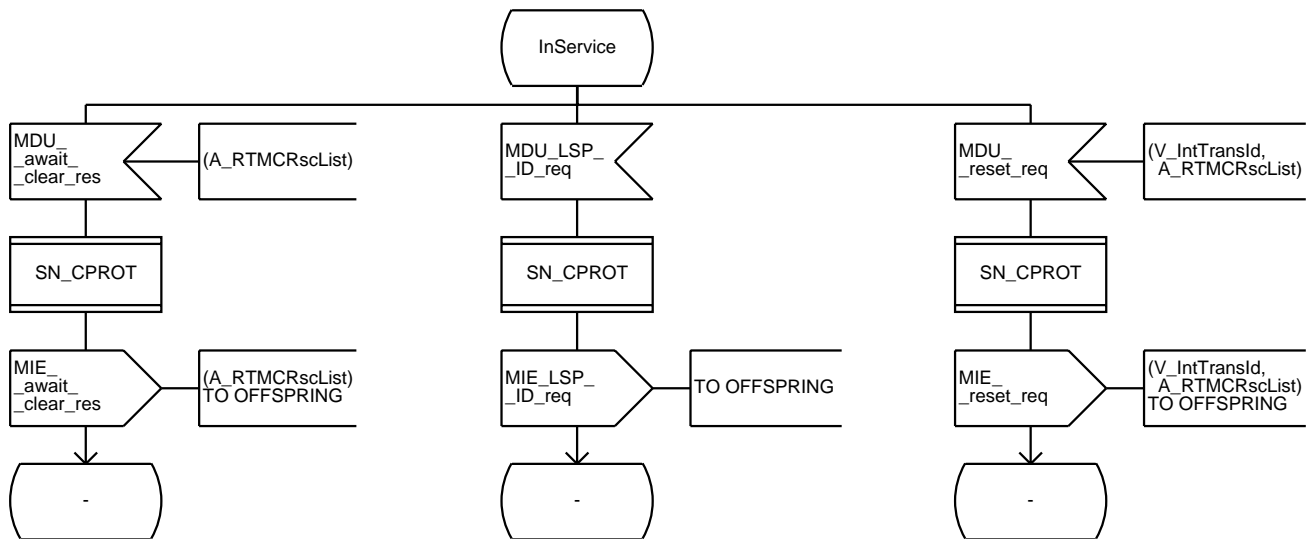 InService
MDU_
_await_
_clear_res
(A_RTMCRscList)
MDU_LSP_
_ID_req
MDU_
_reset_req
(V_IntTransId,
A_RTMCRscList)
SN_CPROT
SN_CPROT
SN_CPROT
MIE_
_await_
_clear_res
(A_RTMCRscList)
TO OFFSPRING
MIE_LSP_
_ID_req
TO OFFSPRING
MIE_
_reset_req
(V_IntTransId,
A_RTMCRscList)
TO OFFSPRING
-
-
-